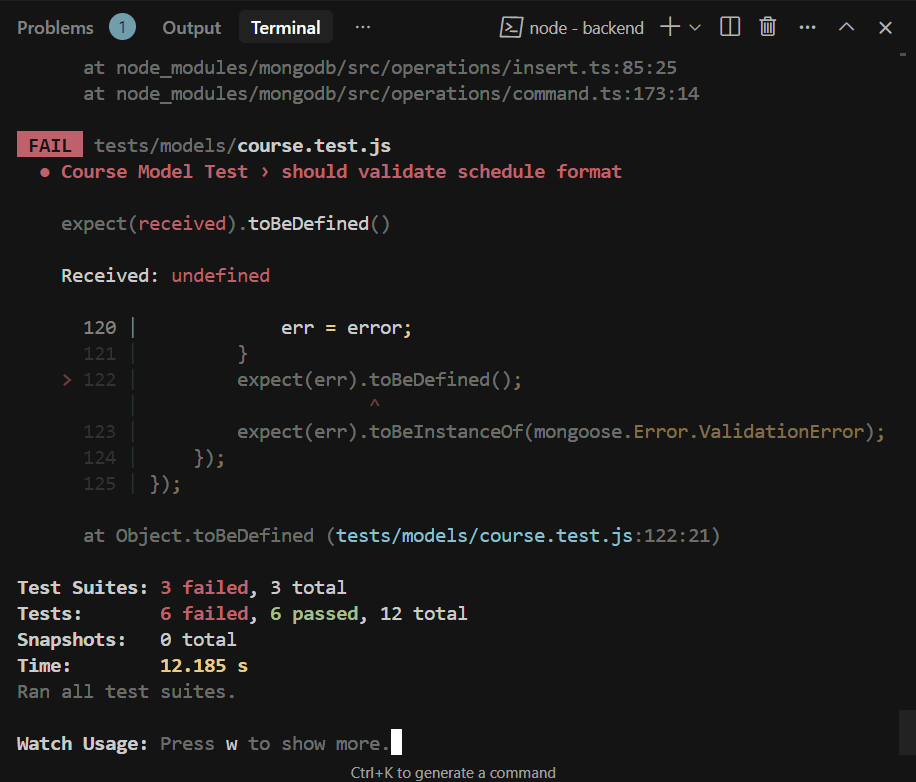 Problems 1 Output Terminal ··· node - backend ···
at node_modules/mongodb/src/operations/insert.ts:85:25
at node_modules/mongodb/src/operations/command.ts:173:14
FAIL tests/models/course.test.js
● Course Model Test › should validate schedule format
expect(received).toBeDefined()
Received: undefined
120 | err = error;
121 | }
> 122 | expect(err).toBeDefined();
| ^
123 | expect(err).toBeInstanceOf(mongoose.Error.ValidationError);
124 | });
125 | });
at Object.toBeDefined (tests/models/course.test.js:122:21)
Test Suites: 3 failed, 3 total
Tests: 6 failed, 6 passed, 12 total
Snapshots: 0 total
Time: 12.185 s
Ran all test suites.
Watch Usage: Press w to show more.
Ctrl+K to generate a command